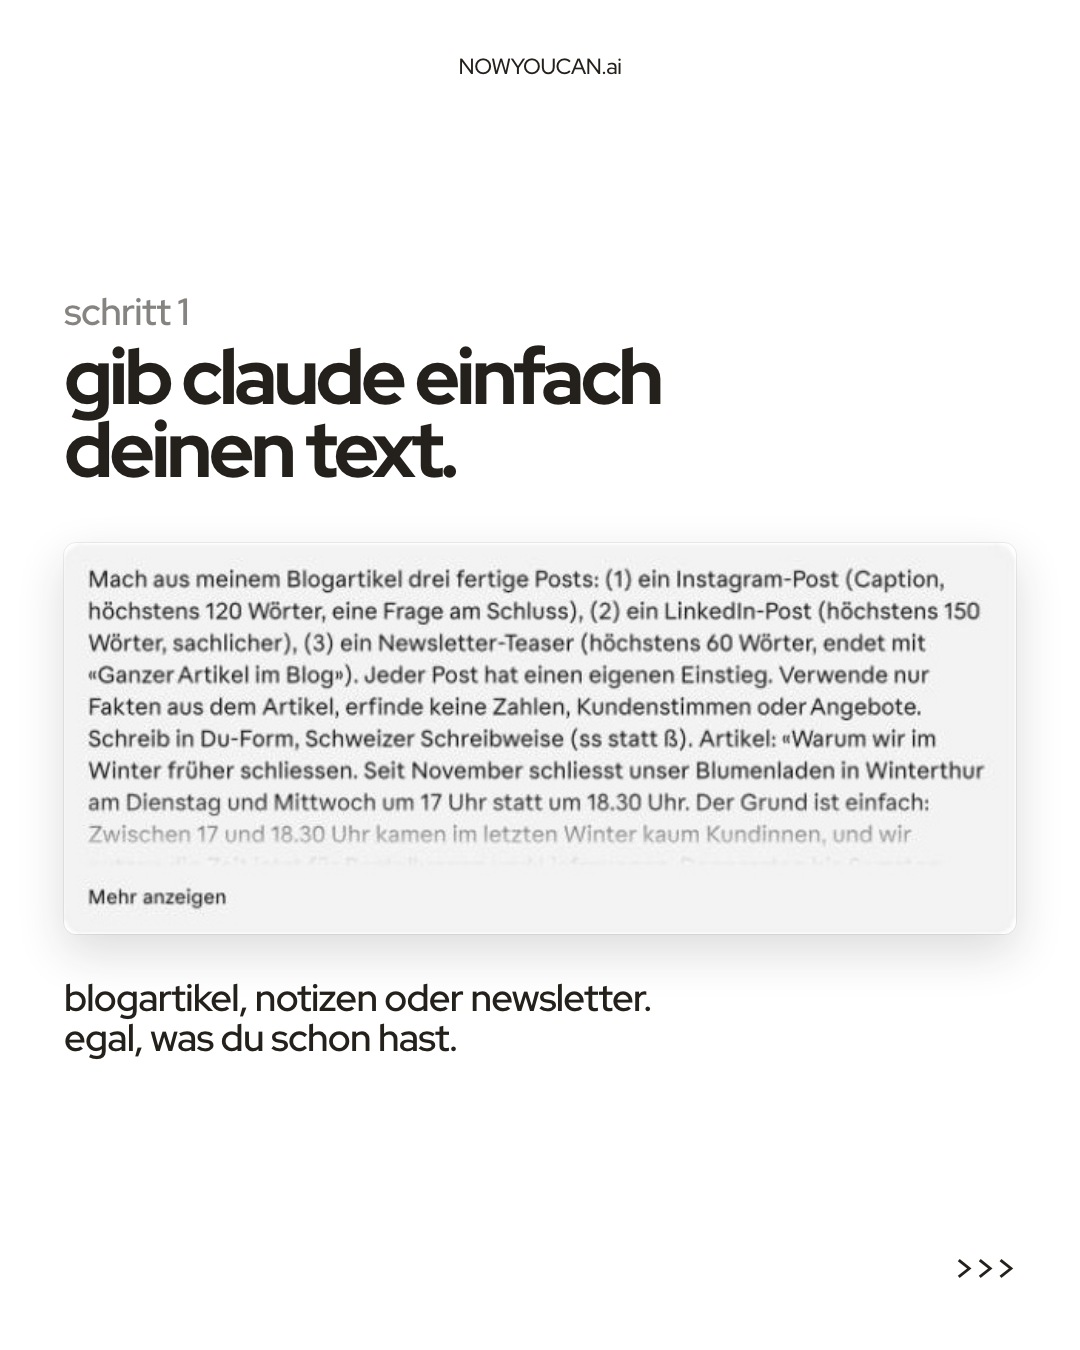 NOWYOUCAN.ai
schritt 1
gib claude einfach
deinen text.
Mach aus meinem Blogartikel drei fertige Posts: (1) ein Instagram-Post (Caption,
höchstens 120 Wörter, eine Frage am Schluss), (2) ein LinkedIn-Post (höchstens 150
Wörter, sachlicher), (3) ein Newsletter-Teaser (höchstens 60 Wörter, endet mit
«Ganzer Artikel im Blog»). Jeder Post hat einen eigenen Einstieg. Verwende nur
Fakten aus dem Artikel, erfinde keine Zahlen, Kundenstimmen oder Angebote.
Schreib in Du-Form, Schweizer Schreibweise (ss statt ß). Artikel: «Warum wir im
Winter früher schliessen. Seit November schliesst unser Blumenladen in Winterthur
am Dienstag und Mittwoch um 17 Uhr statt um 18.30 Uhr. Der Grund ist einfach:
Zwischen 17 und 18.30 Uhr kamen im letzten Winter kaum Kundinnen, und wir
Mehr anzeigen
blogartikel, notizen oder newsletter.
egal, was du schon hast.
>>>